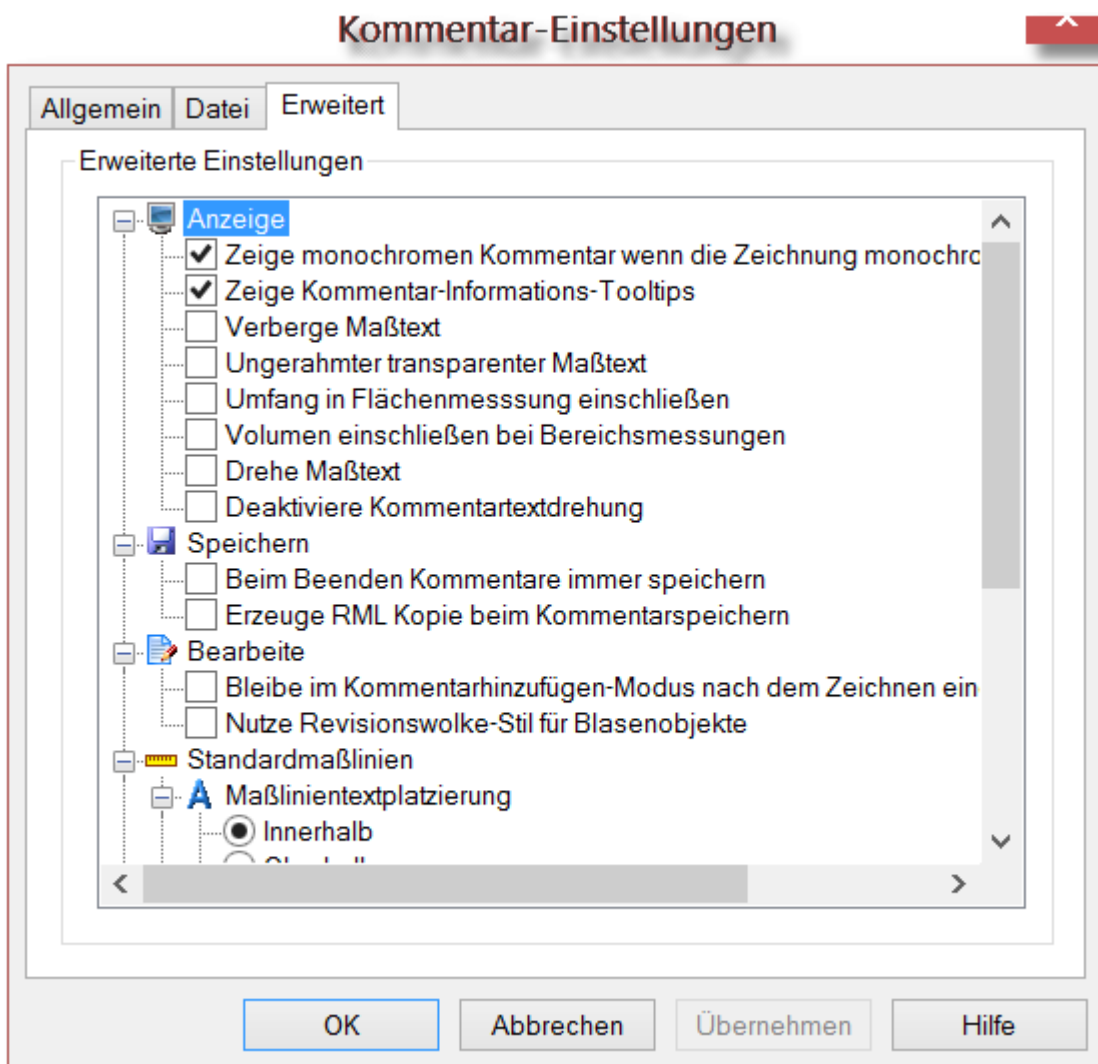 Kommentar-Einstellungen
Allgemein Datei Erweitert
Erweiterte Einstellungen
Anzeige
Zeige monochromen Kommentar wenn die Zeichnung monochro
Zeige Kommentar-Informations-Tooltips
Verberge Maßtext
Ungerahmter transparenter Maßtext
Umfang in Flächenmesssung einschließen
Volumen einschließen bei Bereichsmessungen
Drehe Maßtext
Deaktiviere Kommentartextdrehung
Speichern
Beim Beenden Kommentare immer speichern
Erzeuge RML Kopie beim Kommentarspeichern
Bearbeite
Bleibe im Kommentarhinzufügen-Modus nach dem Zeichnen ein
Nutze Revisionswolke-Stil für Blasenobjekte
Standardmaßlinien
Maßlinientextplatzierung
Innerhalb
OK Abbrechen Übernehmen Hilfe